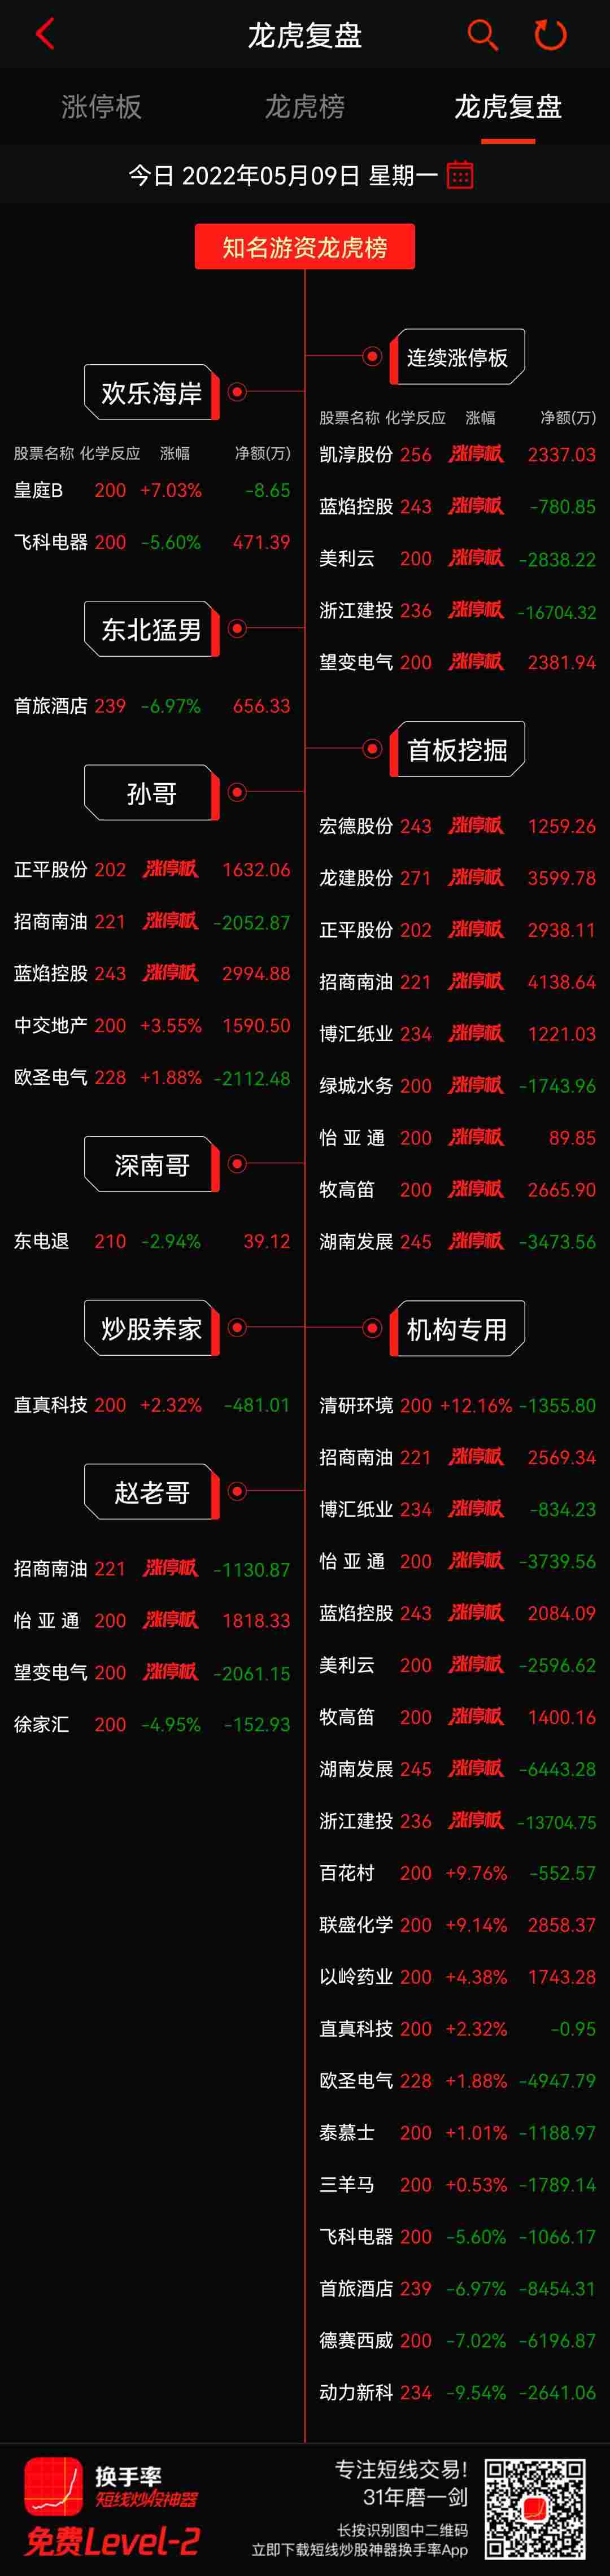 龙虎复盘
涨停板 龙虎榜 龙虎复盘
今日 2022年05月09日 星期一
知名游资龙虎榜
欢乐海岸
股票名称 化学反应 涨幅 净额(万)
皇庭B 200 +7.03% -8.65
飞科电器 200 -5.60% 471.39
东北猛男
首旅酒店 239 -6.97% 656.33
孙哥
正平股份 202 涨停板 1632.06
招商南油 221 涨停板 -2052.87
蓝焰控股 243 涨停板 2994.88
中交地产 200 +3.55% 1590.50
欧圣电气 228 +1.88% -2112.48
深南哥
东电退 210 -2.94% 39.12
炒股养家
直真科技 200 +2.32% -481.01
赵老哥
招商南油 221 涨停板 -1130.87
怡 亚 通 200 涨停板 1818.33
望变电气 200 涨停板 -2061.15
徐家汇 200 -4.95% -152.93
连续涨停板
股票名称 化学反应 涨幅 净额(万)
凯淳股份 256 涨停板 2337.03
蓝焰控股 243 涨停板 -780.85
美利云 200 涨停板 -2838.22
浙江建投 236 涨停板 -16704.32
望变电气 200 涨停板 2381.94
首板挖掘
宏德股份 243 涨停板 1259.26
龙建股份 271 涨停板 3599.78
正平股份 202 涨停板 2938.11
招商南油 221 涨停板 4138.64
博汇纸业 234 涨停板 1221.03
绿城水务 200 涨停板 -1743.96
怡 亚 通 200 涨停板 89.85
牧高笛 200 涨停板 2665.90
湖南发展 245 涨停板 -3473.56
机构专用
清研环境 200 +12.16% -1355.80
招商南油 221 涨停板 2569.34
博汇纸业 234 涨停板 -834.23
怡 亚 通 200 涨停板 -3739.56
蓝焰控股 243 涨停板 2084.09
美利云 200 涨停板 -2596.62
牧高笛 200 涨停板 1400.16
湖南发展 245 涨停板 -6443.28
浙江建投 236 涨停板 -13704.75
百花村 200 +9.76% -552.57
联盛化学 200 +9.14% 2858.37
以岭药业 200 +4.38% 1743.28
直真科技 200 +2.32% -0.95
欧圣电气 228 +1.88% -4947.79
泰慕士 200 +1.01% -1188.97
三羊马 200 +0.53% -1789.14
飞科电器 200 -5.60% -1066.17
首旅酒店 239 -6.97% -8454.31
德赛西威 200 -7.02% -6196.87
动力新科 234 -9.54% -2641.06
换手率
短线炒股神器
免费Level-2
专注短线交易!
31年磨一剑
长按识别图中二维码
立即下载短线炒股神器换手率App